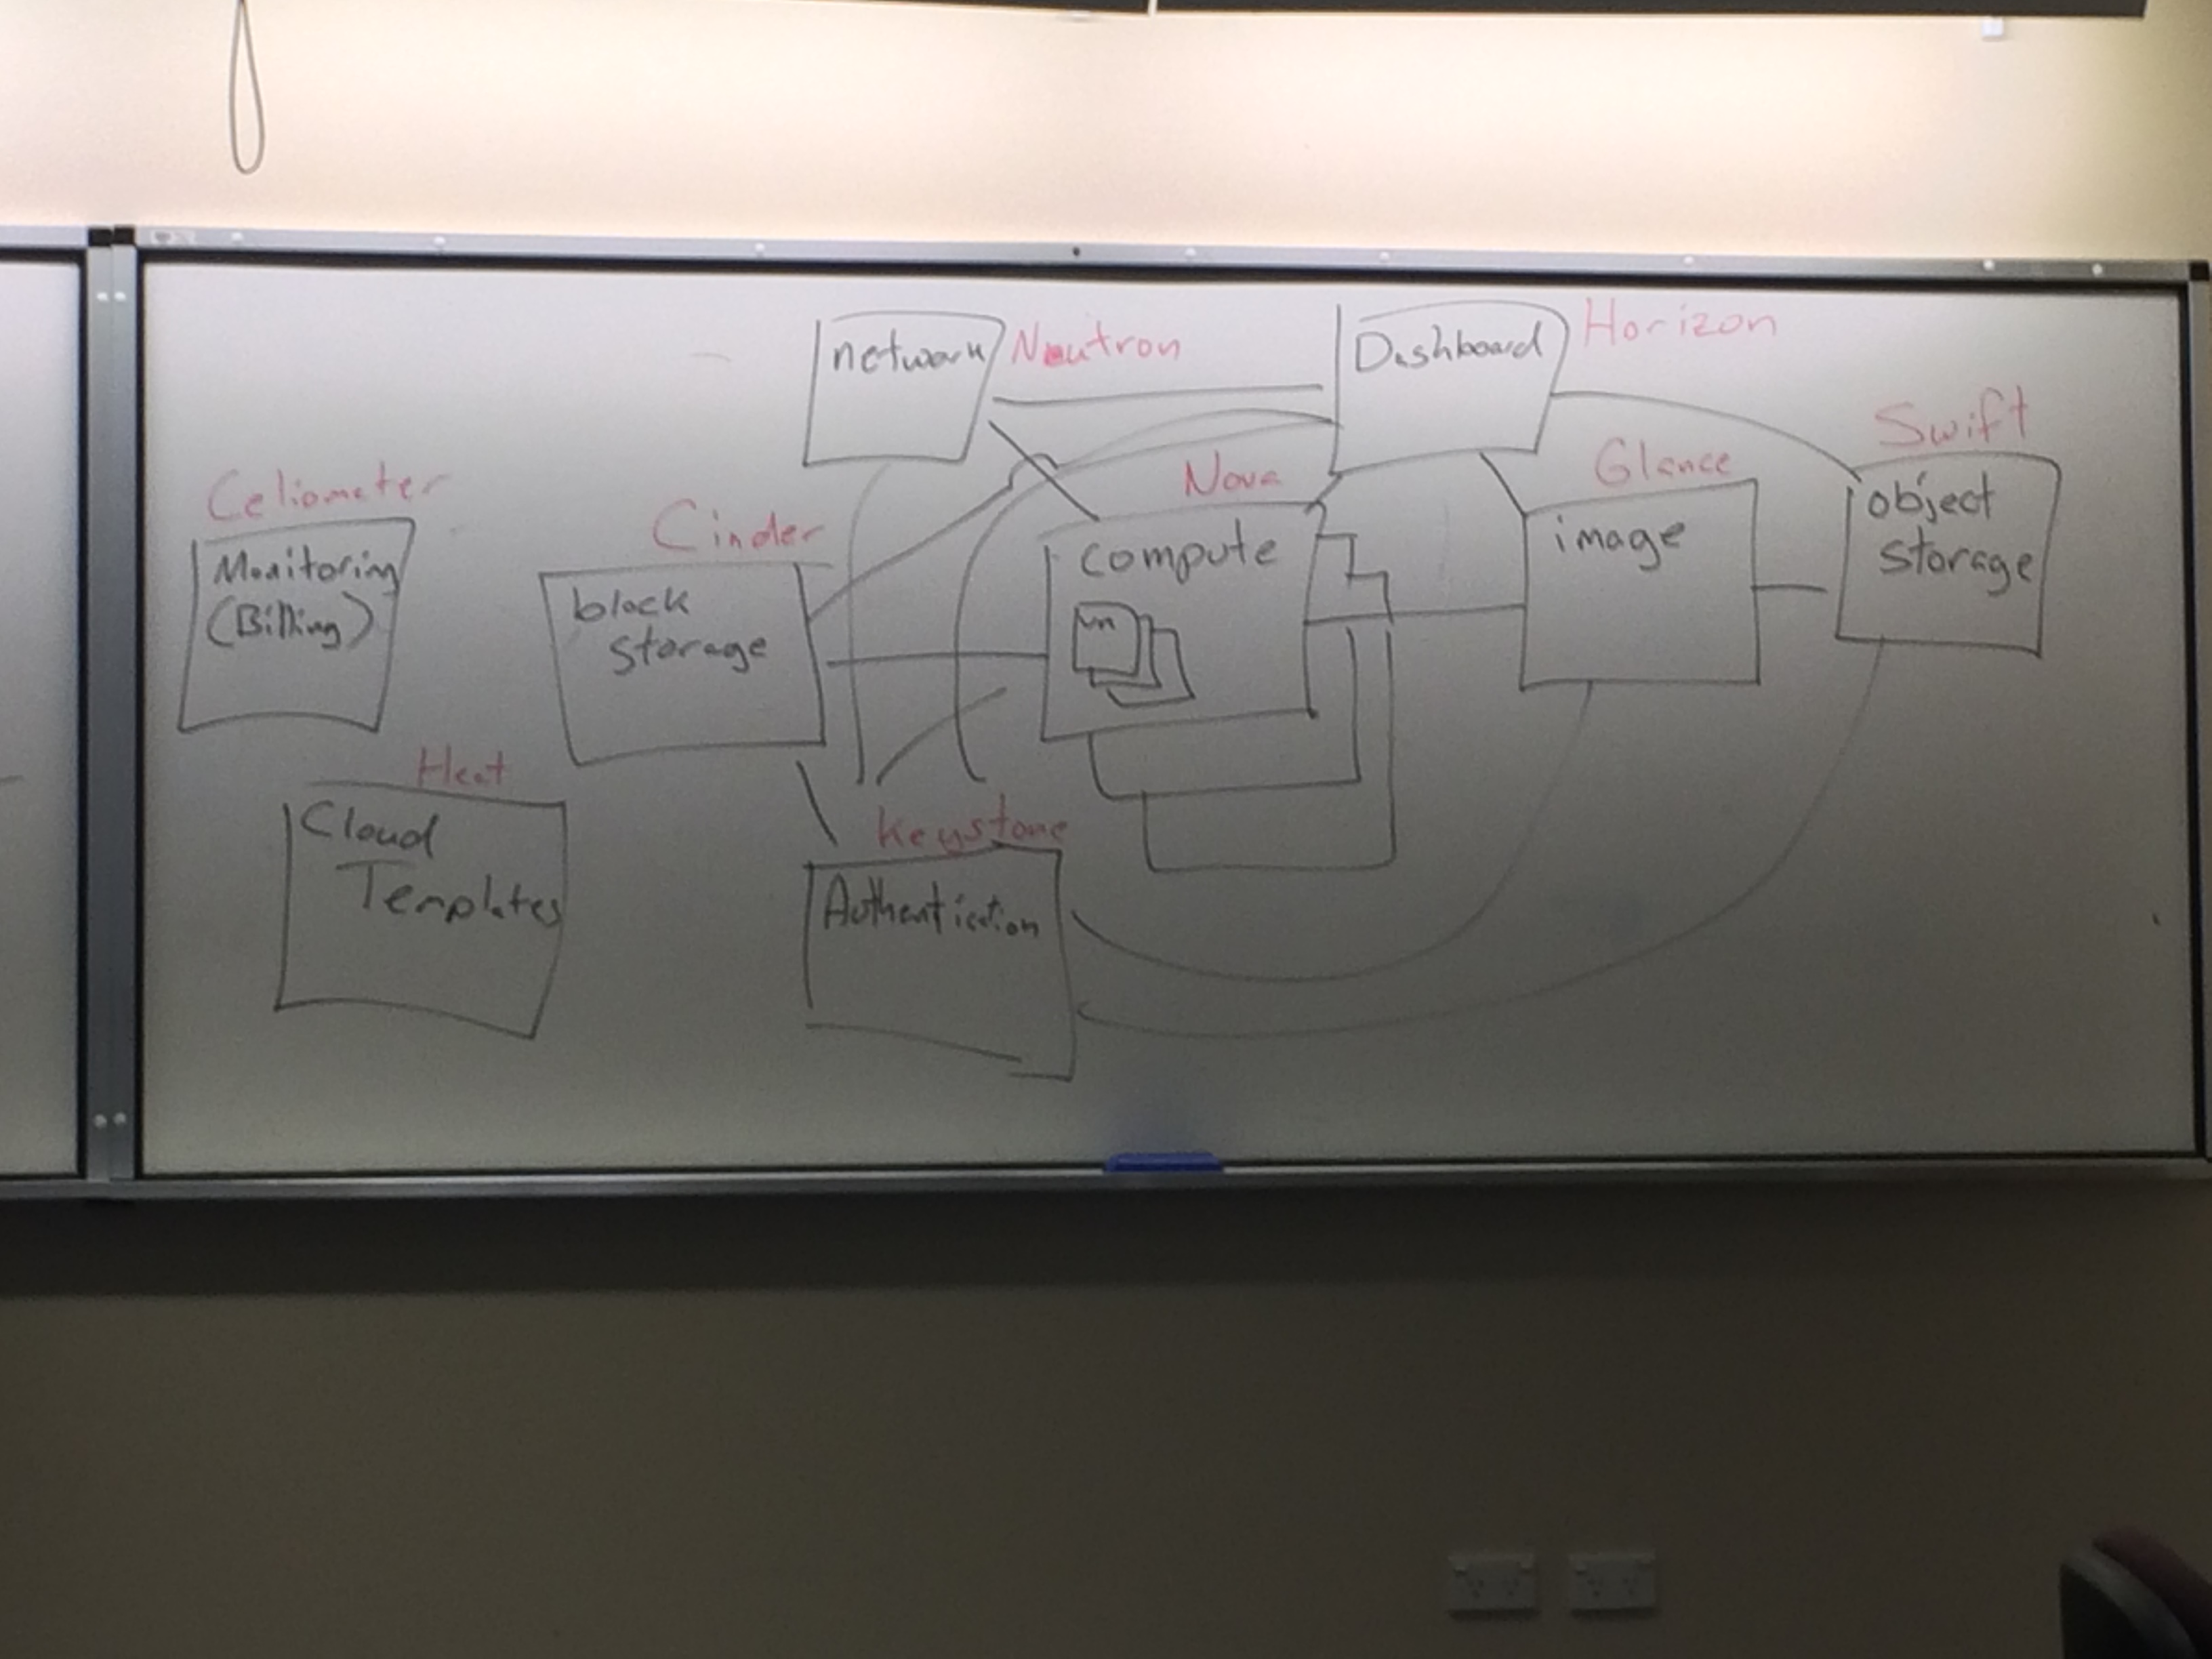 network
Neutron
Dashboard
Horizon
Swift
object
storage
Glance
image
Nova
compute
vm
Cinder
block
storage
Celiometer
Monitoring
(Billing)
Heat
Cloud
Templates
Keystone
Authentication